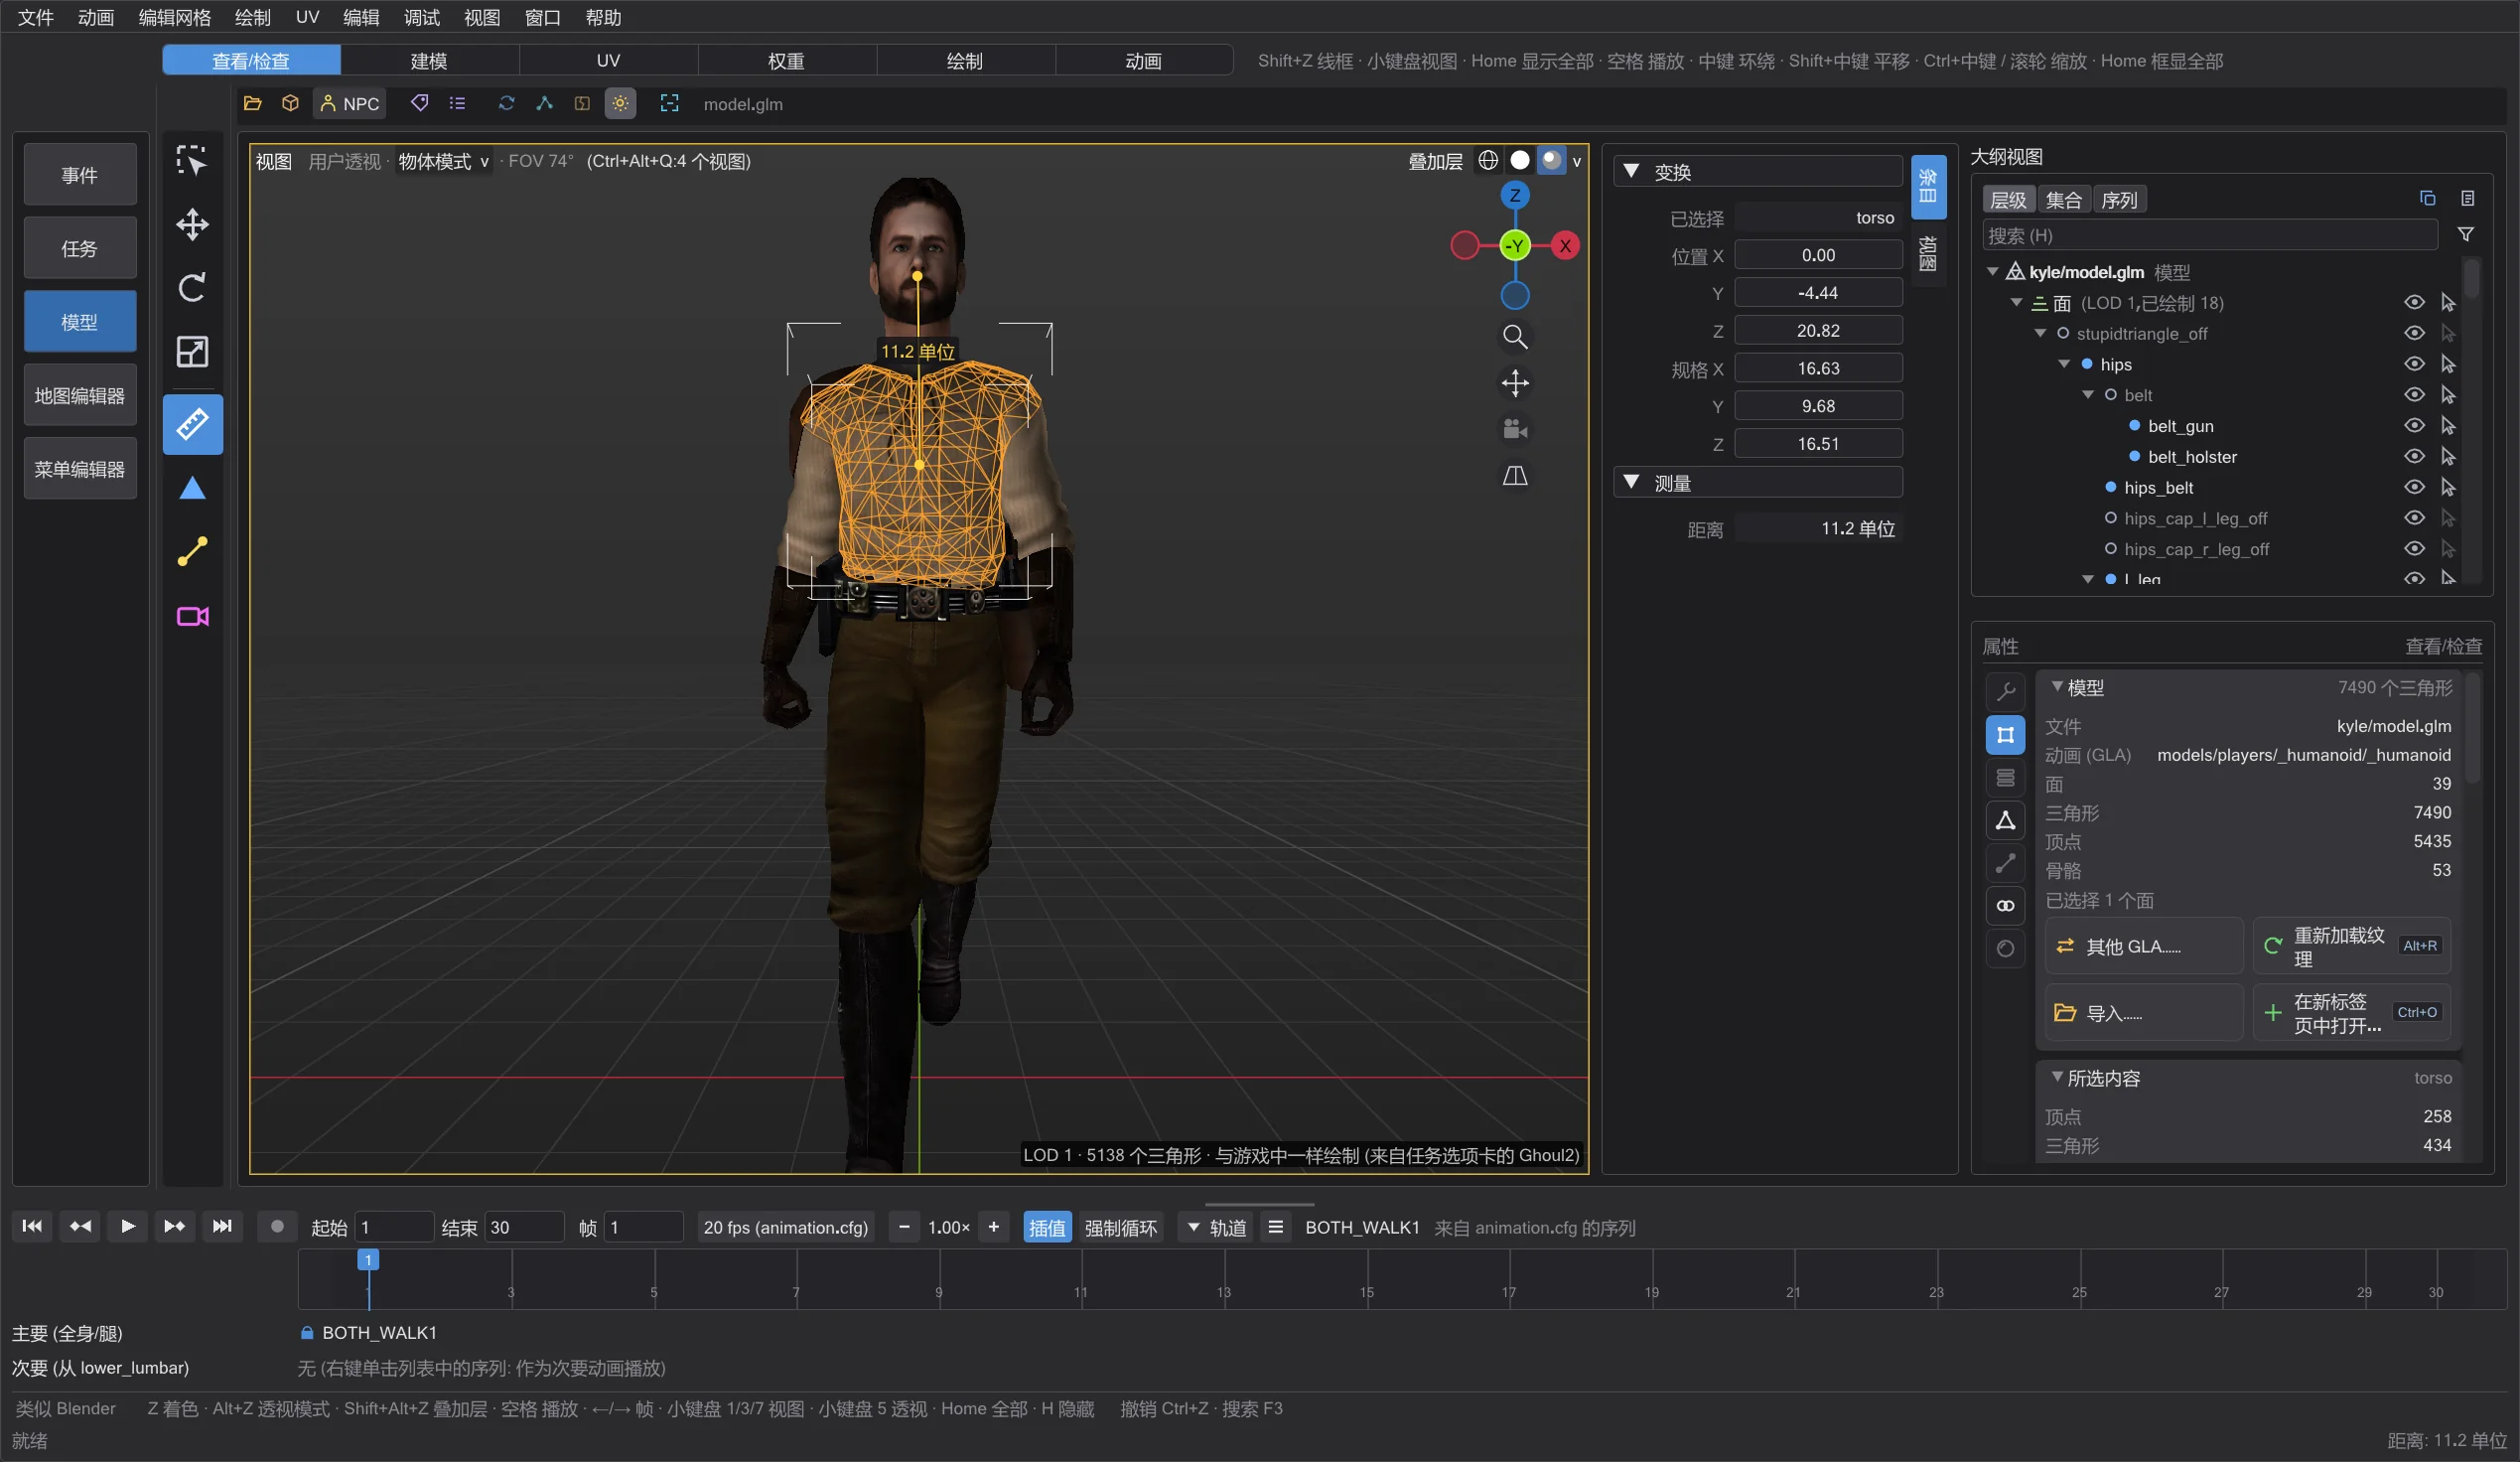 文件 动画 编辑网格 绘制 UV 编辑 调试 视图 窗口 帮助
查看/检查 建模 UV 权重 绘制 动画 Shift+Z 线框 · 小键盘视图 · Home 显示全部 · 空格 播放 · 中键 环绕 · Shift+中键 平移 · Ctrl+中键 / 滚轮 缩放 · Home 框显全部
NPC model.glm
事件
任务
模型
地图编辑器
菜单编辑器
视图 用户透视 · 物体模式 v · FOV 74° (Ctrl+Alt+Q:4 个视图) 叠加层 v
Z
-Y X
11.2 单位
LOD 1 · 5138 个三角形 · 与游戏中一样绘制 (来自任务选项卡的 Ghoul2)
变换
已选择 torso
位置 X 0.00
Y -4.44
Z 20.82
规格 X 16.63
Y 9.68
Z 16.51
测量
距离 11.2 单位
条目
视图
大纲视图
层级 集合 序列
搜索 (H)
kyle/model.glm 模型
面 (LOD 1,已绘制 18)
stupidtriangle_off
hips
belt
belt_gun
belt_holster
hips_belt
hips_cap_l_leg_off
hips_cap_r_leg_off
l_leg
属性 查看/检查
模型 7490 个三角形
文件 kyle/model.glm
动画 (GLA) models/players/_humanoid/_humanoid
面 39
三角形 7490
顶点 5435
骨骼 53
已选择 1 个面
其他 GLA...... 重新加载纹理 Alt+R
导入...... 在新标签页中打开... Ctrl+O
所选内容 torso
顶点 258
三角形 434
起始 1 结束 30 帧 1 20 fps (animation.cfg) − 1.00× + 插值 强制循环 轨道 BOTH_WALK1 来自 animation.cfg 的序列
1
1 3 5 7 9 11 13 15 17 19 21 23 25 27 29 30
主要 (全身/腿) BOTH_WALK1
次要 (从 lower_lumbar) 无 (右键单击列表中的序列: 作为次要动画播放)
类似 Blender Z 着色 · Alt+Z 透视模式 · Shift+Alt+Z 叠加层 · 空格 播放 · ←/→ 帧 · 小键盘 1/3/7 视图 · 小键盘 5 透视 · Home 全部 · H 隐藏 撤销 Ctrl+Z · 搜索 F3
就绪 距离: 11.2 单位